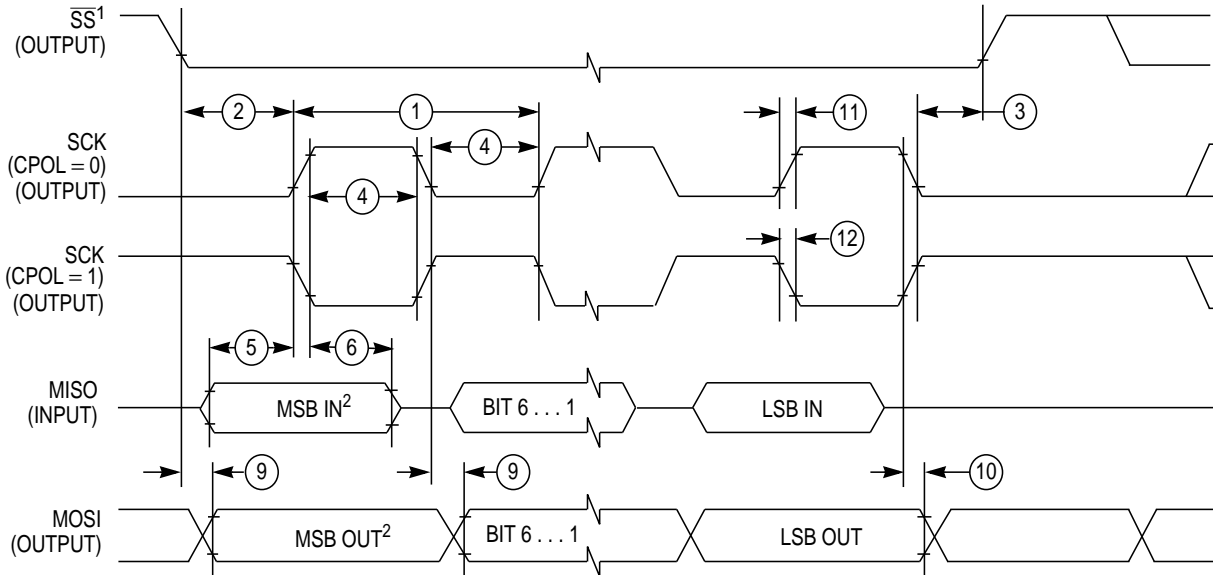 SS¹
(OUTPUT)
2
1
11
3
SCK
(CPOL = 0)
(OUTPUT)
4
4
12
SCK
(CPOL = 1)
(OUTPUT)
5
6
MISO
(INPUT)
MSB IN²
BIT 6 . . . 1
LSB IN
9
9
10
MOSI
(OUTPUT)
MSB OUT²
BIT 6 . . . 1
LSB OUT